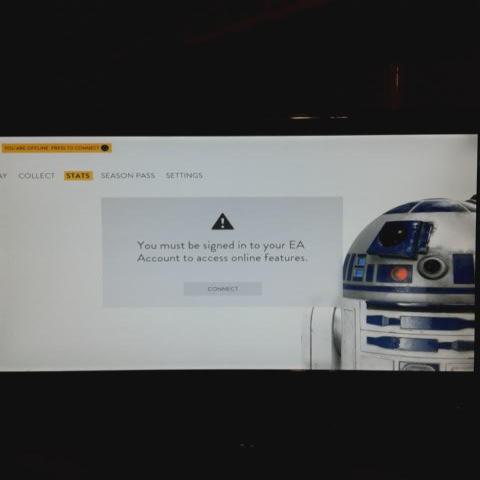 YOU ARE OFFLINE. PRESS TO CONNECT
AY COLLECT STATS SEASON PASS SETTINGS
You must be signed in to your EA
Account to access online features.
CONNECT